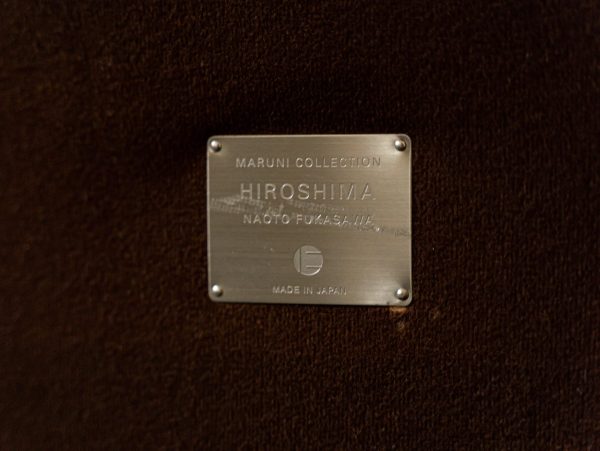 MARUNI COLLECTION
HIROSHIMA
NAOTO FUKASAWA
MADE IN JAPAN